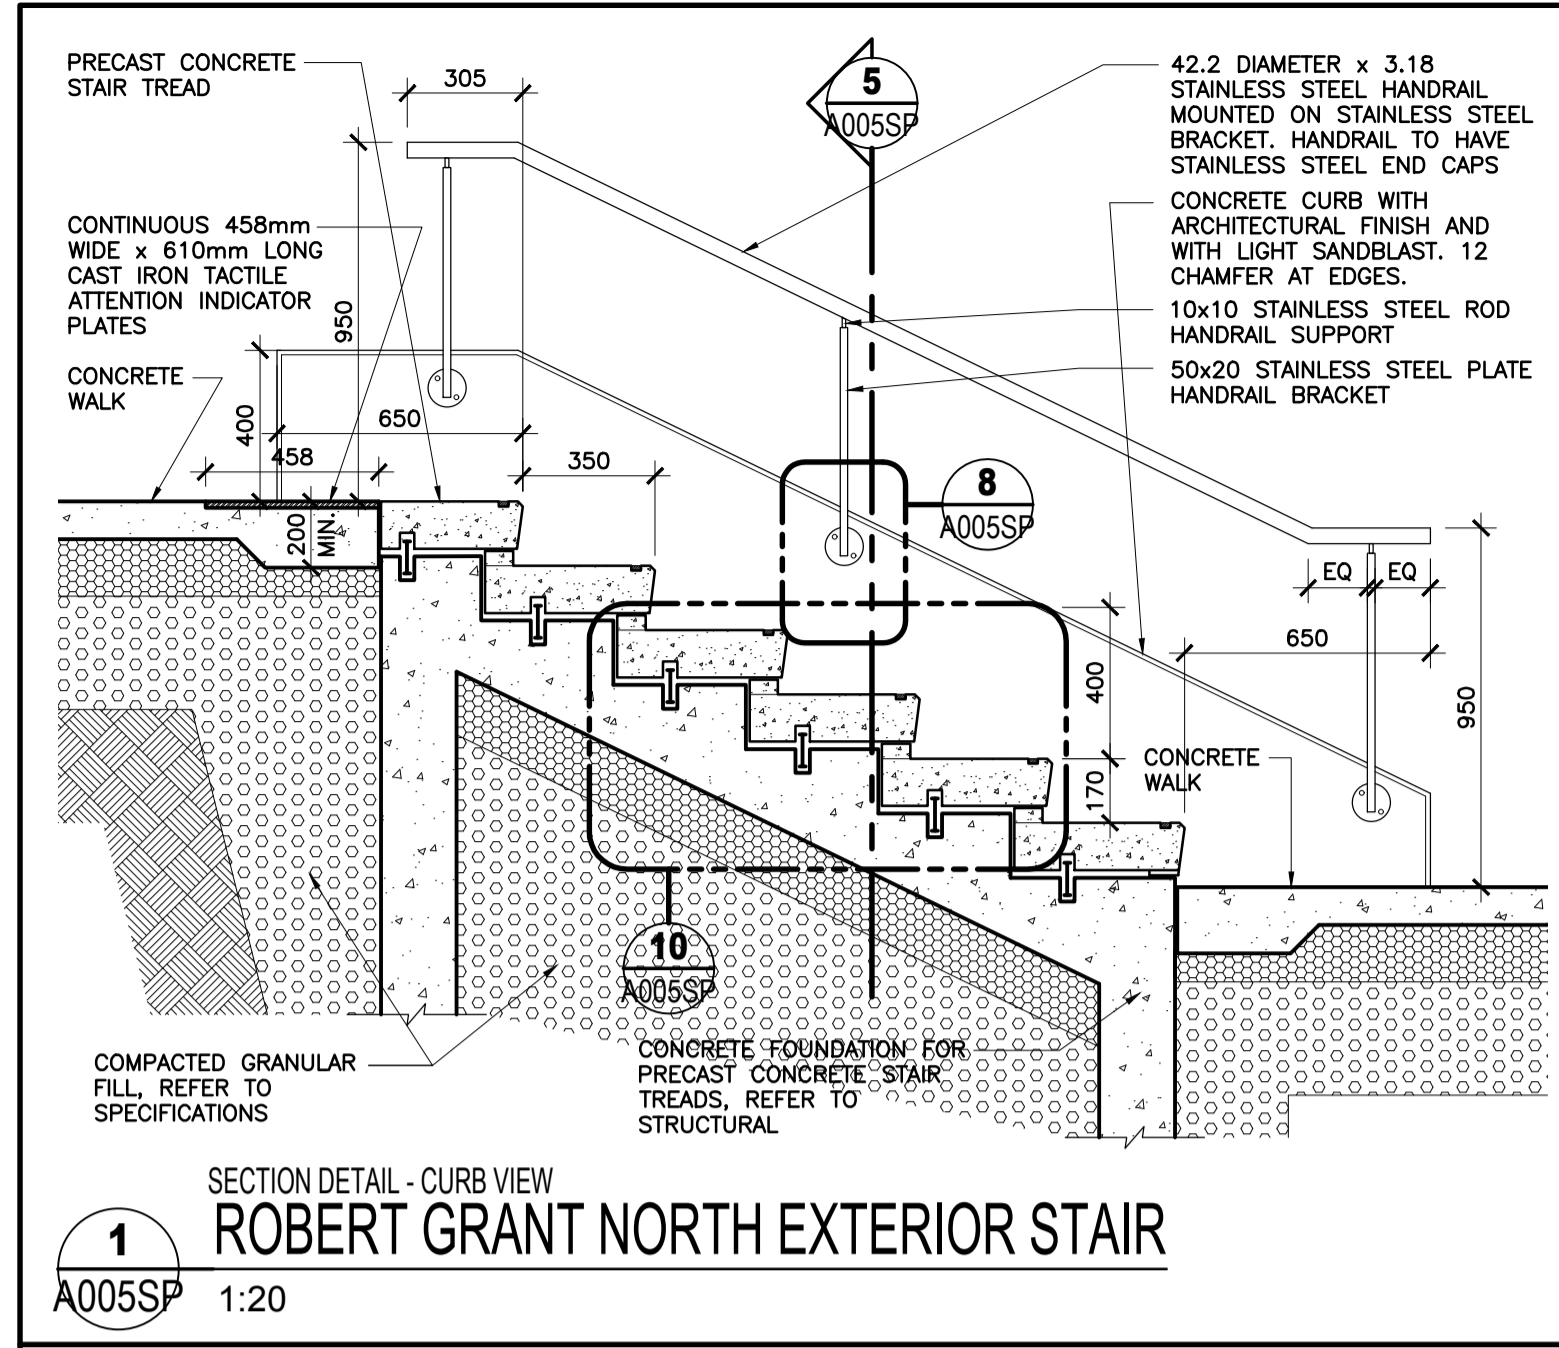 PRECAST CONCRETE
STAIR TREAD
305
5
A005SP
42.2 DIAMETER x 3.18
STAINLESS STEEL HANDRAIL
MOUNTED ON STAINLESS STEEL
BRACKET. HANDRAIL TO HAVE
STAINLESS STEEL END CAPS
CONTINUOUS 458mm
WIDE x 610mm LONG
CAST IRON TACTILE
ATTENTION INDICATOR
PLATES
CONCRETE CURB WITH
ARCHITECTURAL FINISH AND
WITH LIGHT SANDBLAST. 12
CHAMFER AT EDGES.
10x10 STAINLESS STEEL ROD
HANDRAIL SUPPORT
50x20 STAINLESS STEEL PLATE
HANDRAIL BRACKET
CONCRETE
WALK
950
400
650
458
350
200
MIN.
8
A005SP
EQ EQ
650
400
170
950
CONCRETE
WALK
10
A005SP
COMPACTED GRANULAR
FILL, REFER TO
SPECIFICATIONS
CONCRETE FOUNDATION FOR
PRECAST CONCRETE STAIR
TREADS, REFER TO
STRUCTURAL
SECTION DETAIL - CURB VIEW
1
ROBERT GRANT NORTH EXTERIOR STAIR
A005SP
1:20